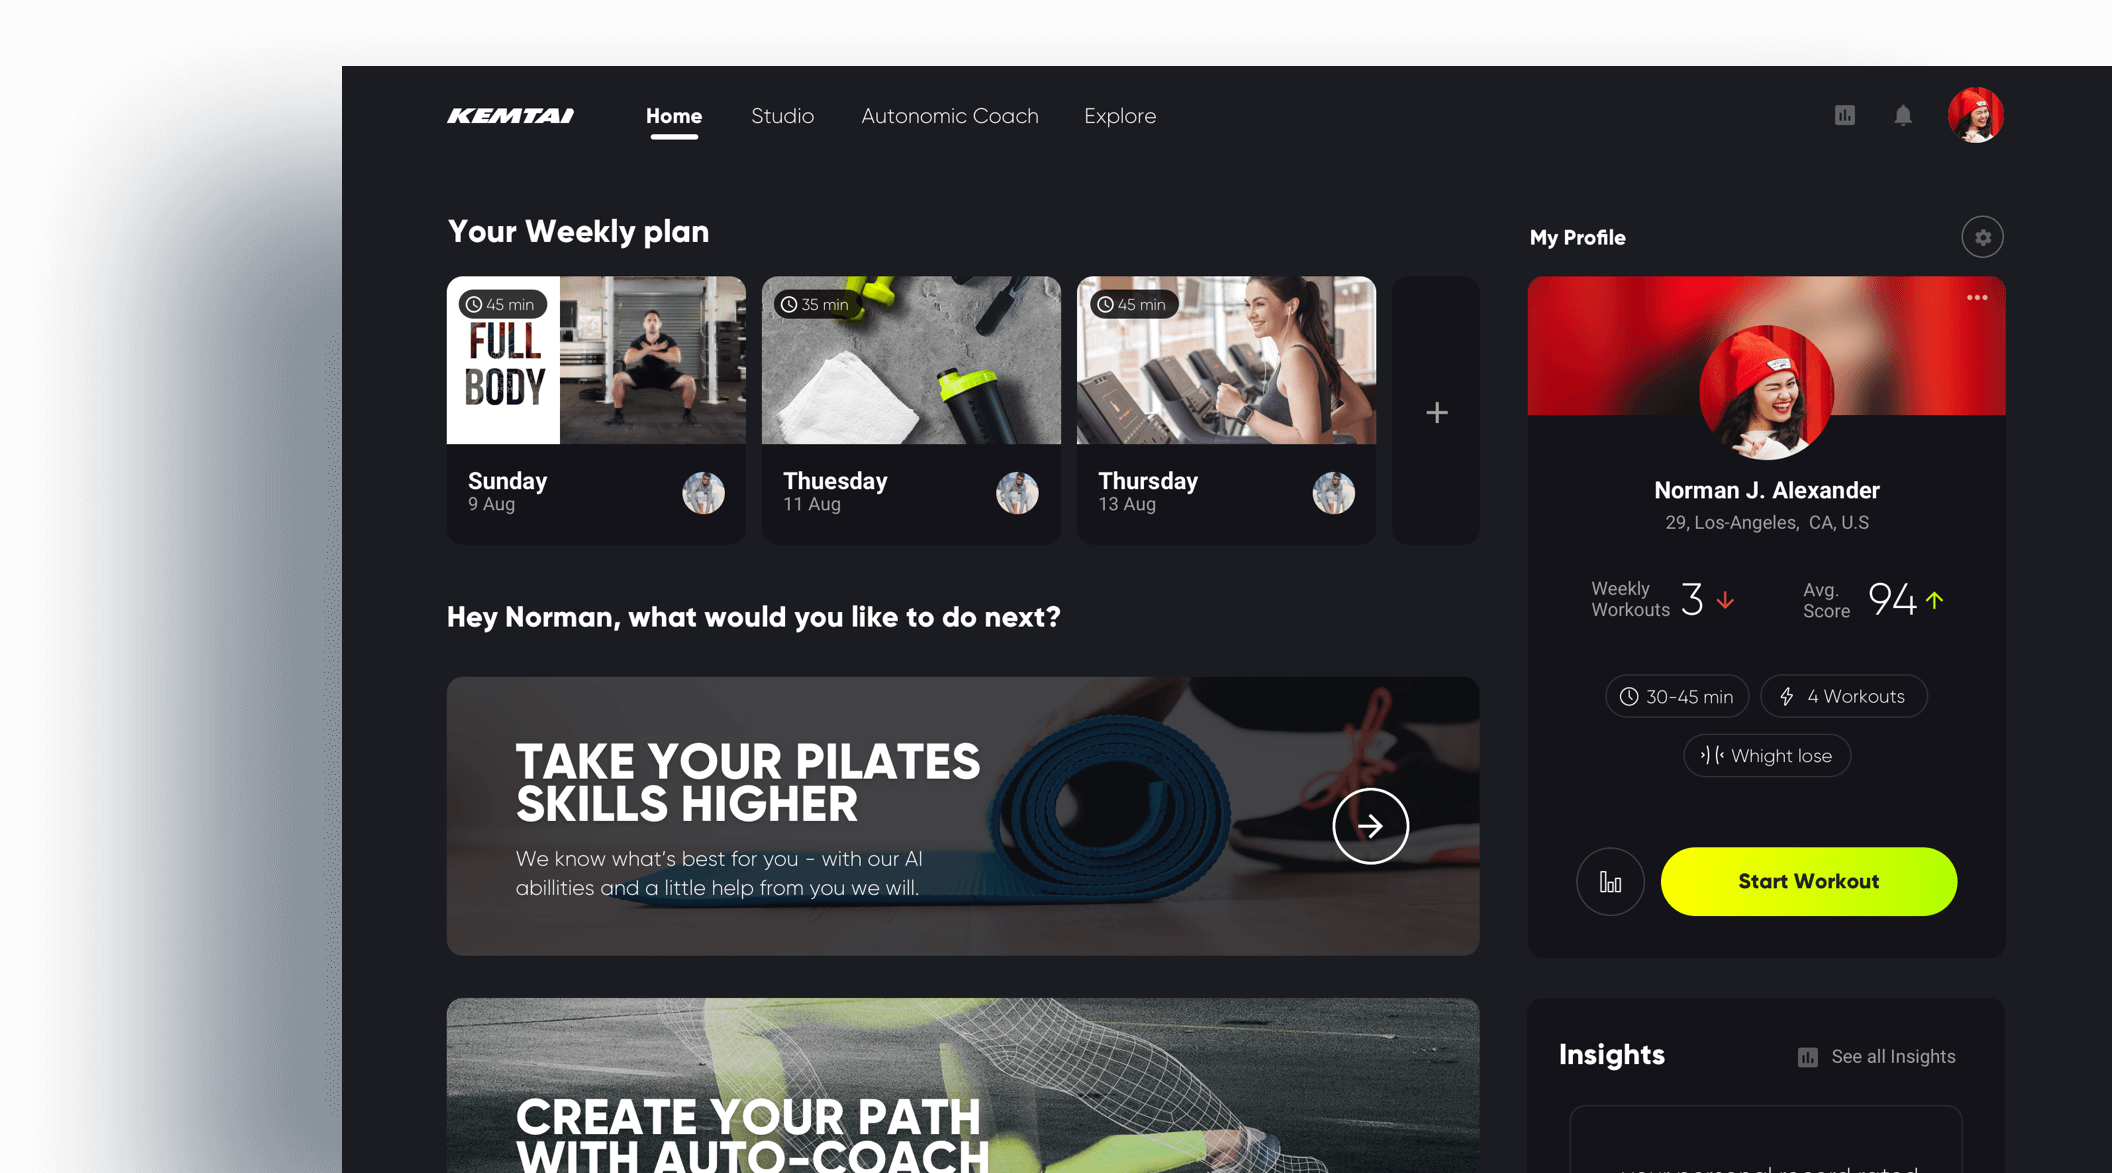 KEMTAI
Home
Studio
Autonomic Coach
Explore
Your Weekly plan
45 min
FULL
BODY
Sunday
9 Aug
35 min
Thuesday
11 Aug
45 min
Thursday
13 Aug
+
My Profile
Norman J. Alexander
29, Los-Angeles, CA, U.S
Weekly
Workouts
3
Avg.
Score
94
30-45 min
4 Workouts
Whight lose
Start Workout
Hey Norman, what would you like to do next?
TAKE YOUR PILATES
SKILLS HIGHER
We know what's best for you - with our AI
abillities and a little help from you we will.
CREATE YOUR PATH
WITH AUTO-COACH
Insights
See all Insights